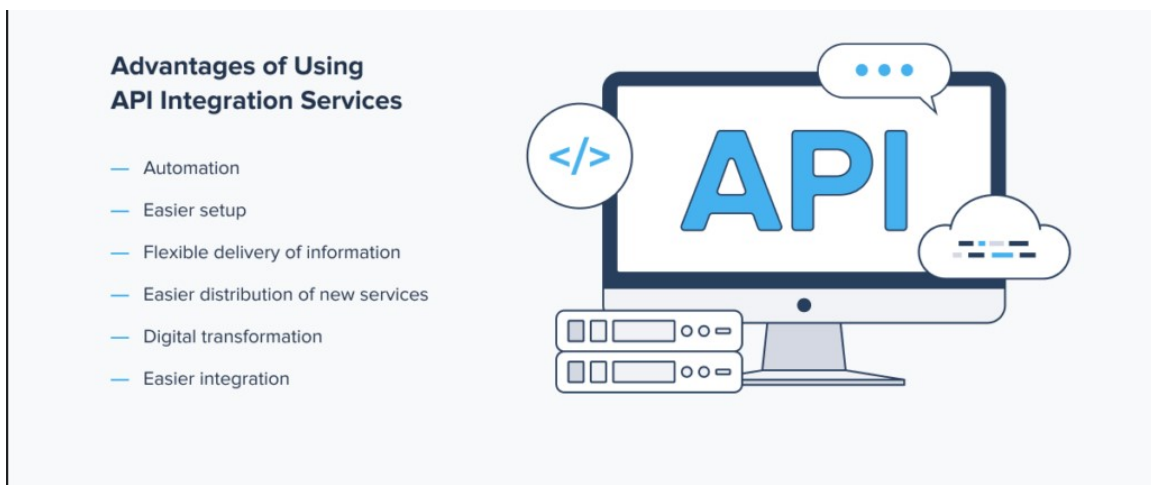 Advantages of Using
API Integration Services
— Automation
— Easier setup
— Flexible delivery of information
— Easier distribution of new services
— Digital transformation
— Easier integration
</>
API